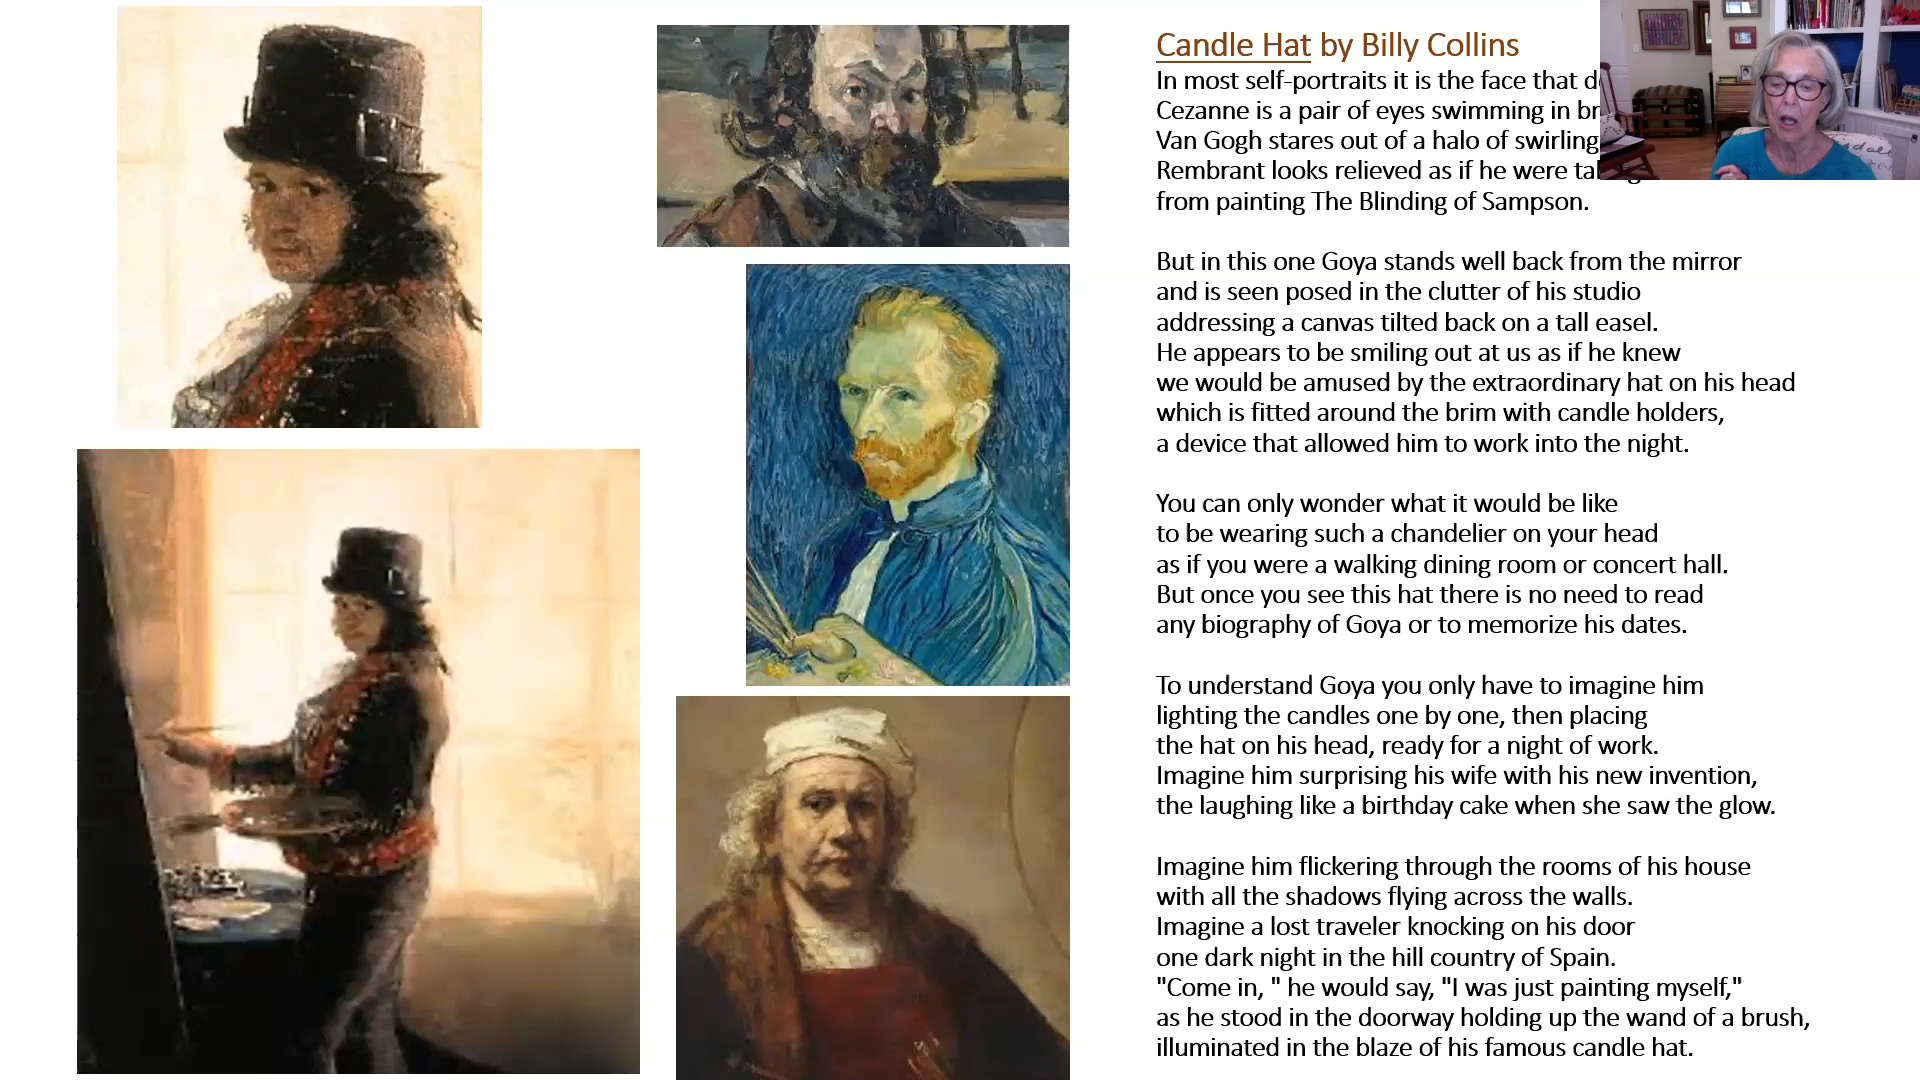 Candle Hat by Billy Collins
In most self-portraits it is the face that
Cezanne is a pair of eyes swimming in
Van Gogh stares out of a halo of swirling
Rembrant looks relieved as if he were
from painting The Blinding of Sampson.
But in this one Goya stands well back from the mirror
and is seen posed in the clutter of his studio
addressing a canvas tilted back on a tall easel.
He appears to be smiling out at us as if he knew
we would be amused by the extraordinary hat on his head
which is fitted around the brim with candle holders,
a device that allowed him to work into the night.
You can only wonder what it would be like
to be wearing such a chandelier on your head
as if you were a walking dining room or concert hall.
But once you see this hat there is no need to read
any biography of Goya or to memorize his dates.
To understand Goya you only have to imagine him
lighting the candles one by one, then placing
the hat on his head, ready for a night of work.
Imagine him surprising his wife with his new invention,
the laughing like a birthday cake when she saw the glow.
Imagine him flickering through the rooms of his house
with all the shadows flying across the walls.
Imagine a lost traveler knocking on his door
one dark night in the hill country of Spain.
"Come in, " he would say, "I was just painting myself,"
as he stood in the doorway holding up the wand of a brush,
illuminated in the blaze of his famous candle hat.